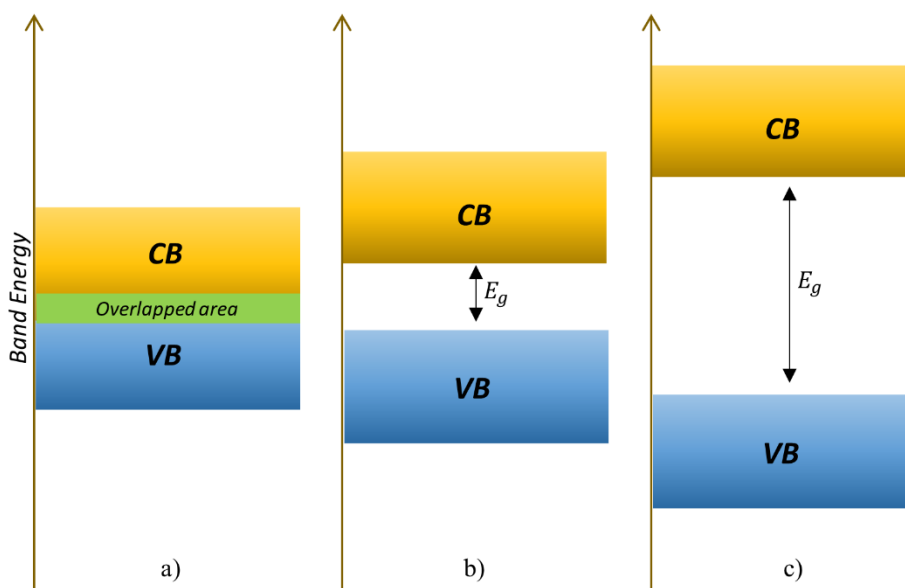 Band Energy
CB
Overlapped area
VB
a)
CB
E_g
VB
b)
CB
E_g
VB
c)